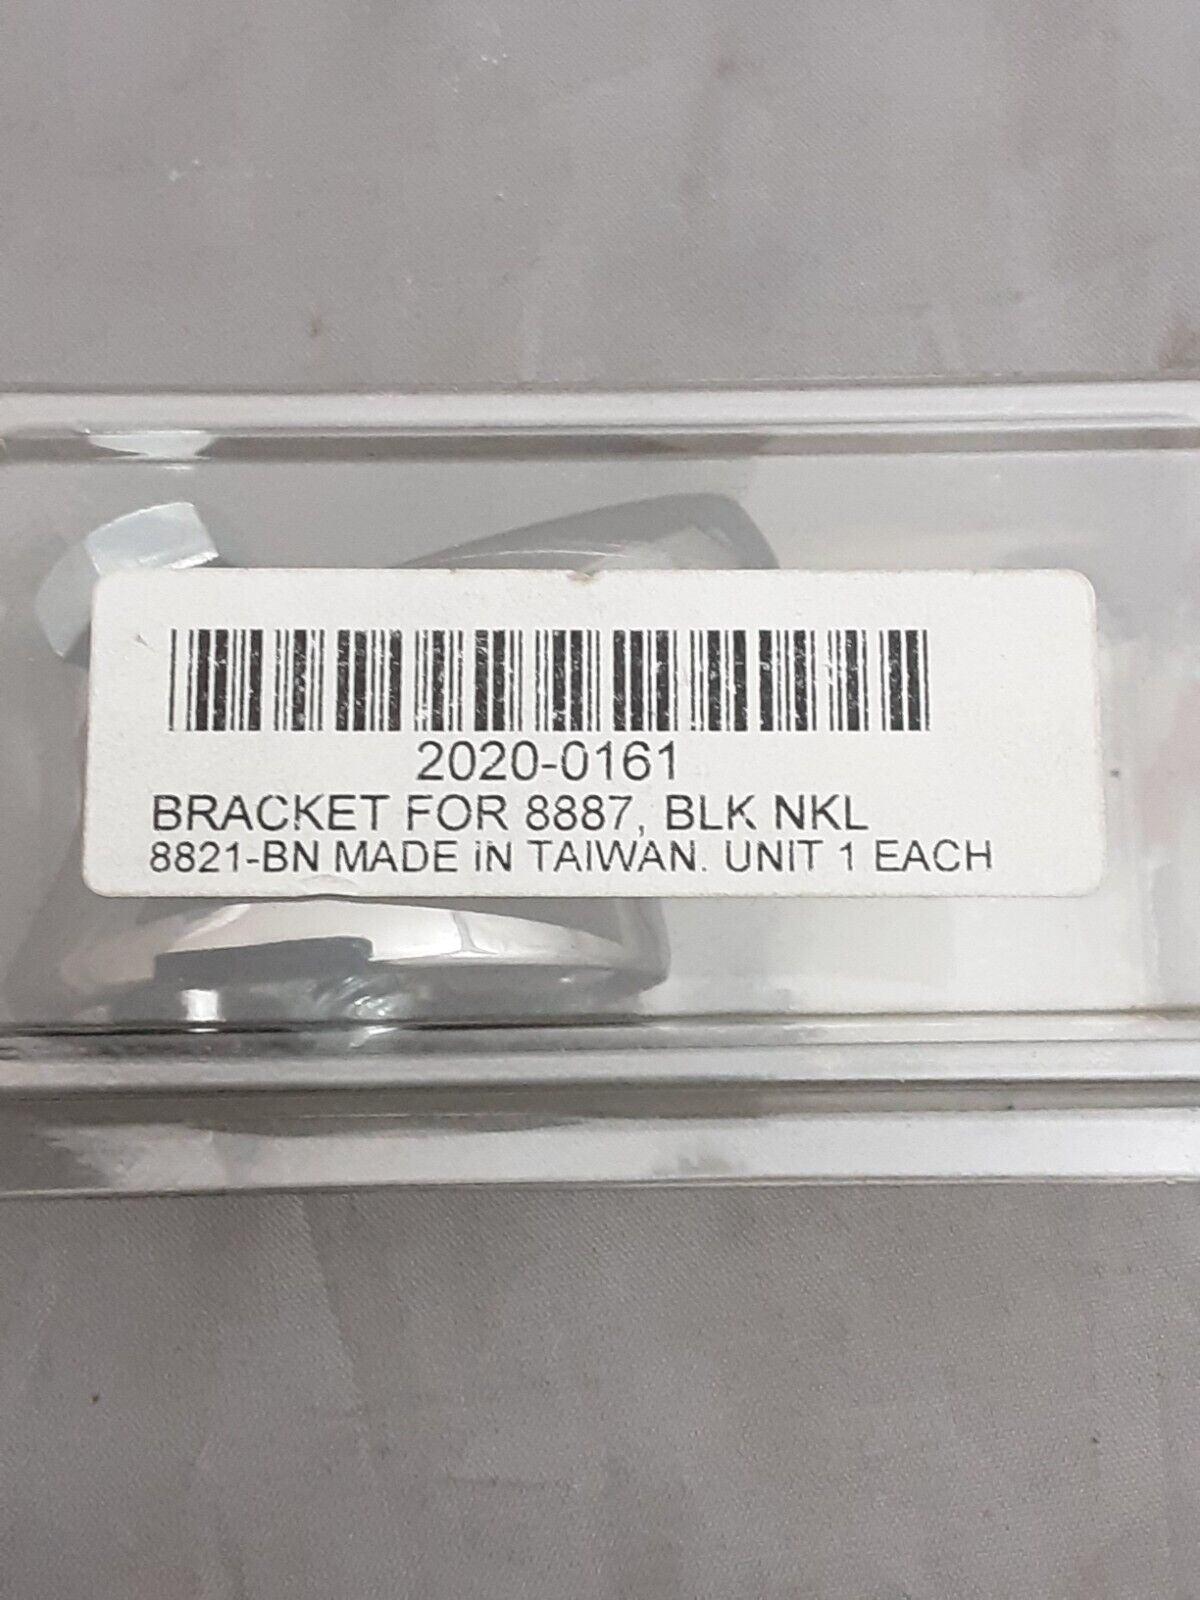 2020-0161
BRACKET FOR 8887, BLK NKL
8821-BN MADE IN TAIWAN. UNIT 1 EACH